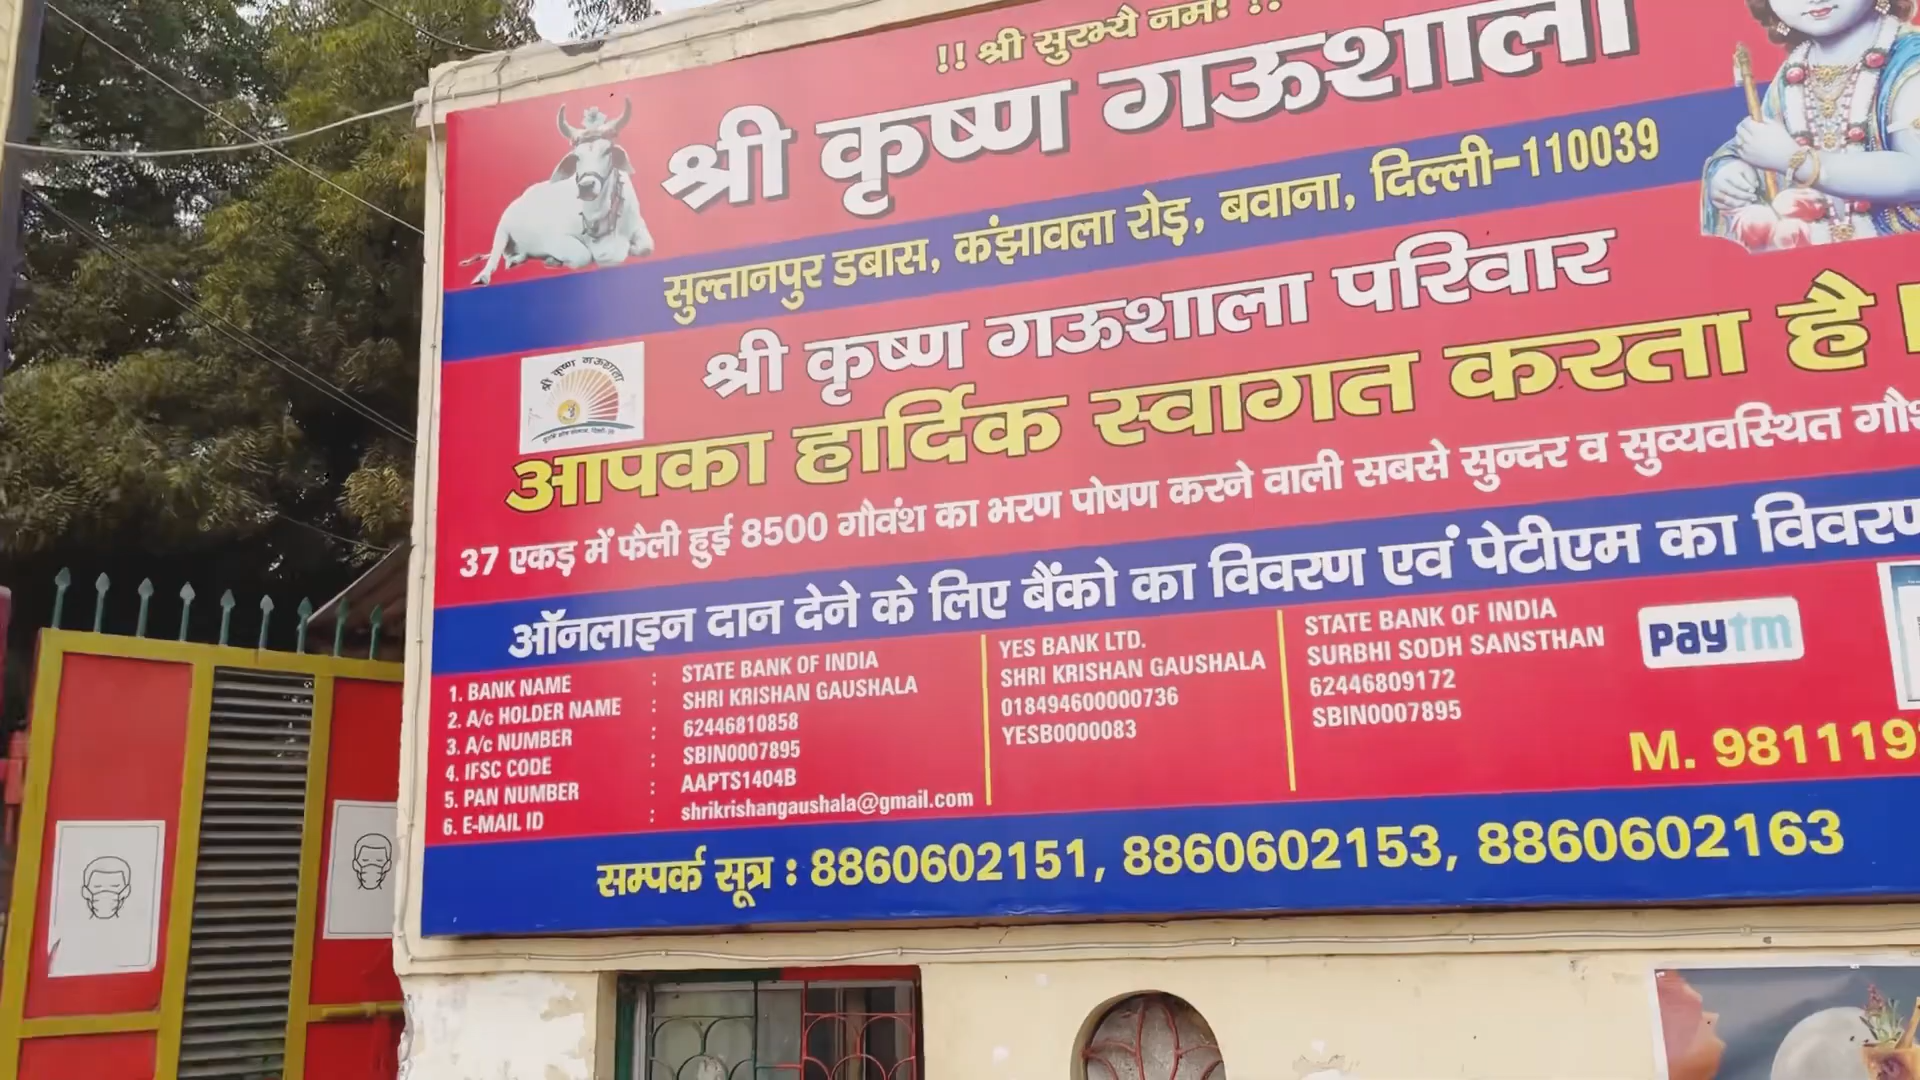 !! श्री सुरभ्यै नमः !!
श्री कृष्ण गऊशाला
सुल्तानपुर डबास, कंझावला रोड़, बवाना, दिल्ली-110039
श्री कृष्ण गऊशाला परिवार
श्री कृष्ण गऊशाला
आपका हार्दिक स्वागत करता है
37 एकड़ में फैली हुई 8500 गौवंश का भरण पोषण करने वाली सबसे सुन्दर व सुव्यवस्थित
ऑनलाइन दान देने के लिए बैंको का विवरण एवं पेटीएम का विवरण
1. BANK NAME : STATE BANK OF INDIA
2. A/c HOLDER NAME : SHRI KRISHAN GAUSHALA
3. A/c NUMBER : 62446810858
4. IFSC CODE : SBIN0007895
5. PAN NUMBER : AAPTS1404B
6. E-MAIL ID : shrikrishangaushala@gmail.com
YES BANK LTD.
SHRI KRISHAN GAUSHALA
018494600000736
YESB0000083
STATE BANK OF INDIA
SURBHI SODH SANSTHAN
62446809172
SBIN0007895
paytm
M. 981119
सम्पर्क सूत्र : 8860602151, 8860602153, 8860602163